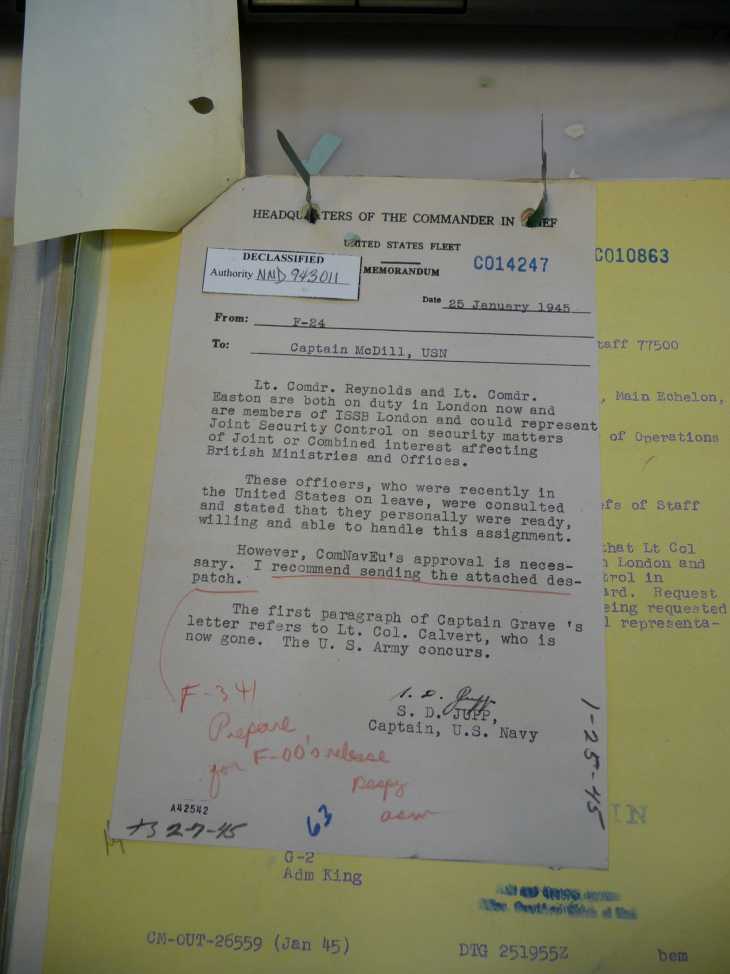 HEADQUARTERS OF THE COMMANDER IN CHIEF
UNITED STATES FLEET
MEMORANDUM
C014247
C010863
DECLASSIFIED
Authority NND 943011
Date 25 January 1945
From: F-24
To: Captain McDill, USN
Lt. Comdr. Reynolds and Lt. Comdr.
Easton are both on duty in London now and
are members of ISSB London and could represent
Joint Security Control on security matters
of Joint or Combined interest affecting
British Ministries and Offices.
These officers, who were recently in
the United States on leave, were consulted
and stated that they personally were ready,
willing and able to handle this assignment.
However, ComNavEu's approval is neces-
sary. I recommend sending the attached des-
patch.
The first paragraph of Captain Grave 's
letter refers to Lt. Col. Calvert, who is
now gone. The U. S. Army concurs.
S. D. Jupp
S. D. JUPP,
Captain, U.S. Navy
F-341
Prepare
for F-00's release
A42542
63
2-7-45
1-25-45
taff 77500
, Main Echelon,
of Operations
efs of Staff
that Lt Col
n London and
trol in
ard. Request
eing requested
l representa-
G-2
Adm King
CM-OUT-26559 (Jan 45)
DTG 251955Z
bem